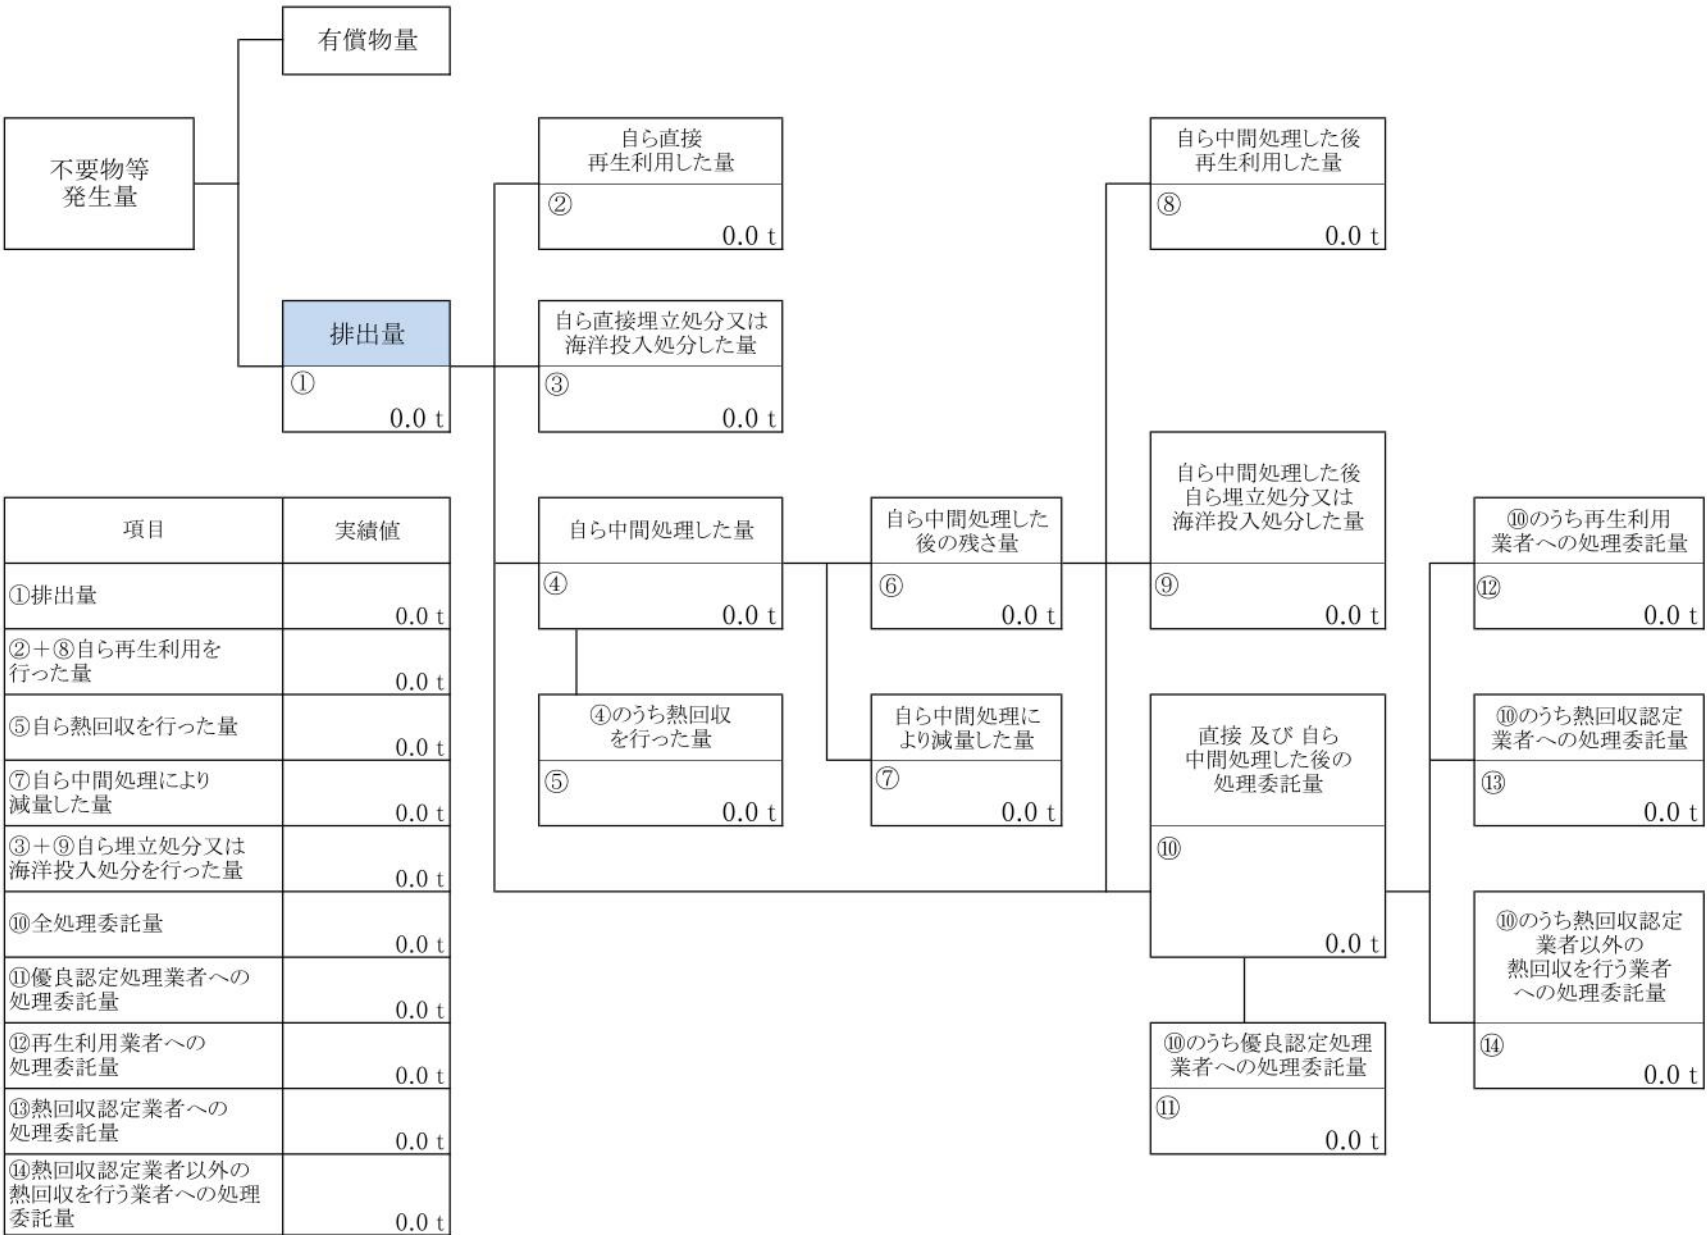 有償物量
不要物等
発生量
自ら直接
再生利用した量
②
0.0 t
自ら中間処理した後
再生利用した量
⑧
0.0 t
排出量
①
0.0 t
自ら直接埋立処分又は
海洋投入処分した量
③
0.0 t
自ら中間処理した量
④
0.0 t
自ら中間処理した
後の残さ量
⑥
0.0 t
自ら中間処理した後
自ら埋立処分又は
海洋投入処分した量
⑨
0.0 t
⑩のうち再生利用
業者への処理委託量
⑫
0.0 t
④のうち熱回収
を行った量
⑤
0.0 t
自ら中間処理に
より減量した量
⑦
0.0 t
直接 及び 自ら
中間処理した後の
処理委託量
⑩
0.0 t
⑩のうち熱回収認定
業者への処理委託量
⑬
0.0 t
⑩のうち熱回収認定
業者以外の
熱回収を行う業者
への処理委託量
⑭
0.0 t
⑩のうち優良認定処理
業者への処理委託量
⑪
0.0 t
項目 実績値
①排出量
0.0 t
②＋⑧自ら再生利用を
行った量
0.0 t
⑤自ら熱回収を行った量
0.0 t
⑦自ら中間処理により
減量した量
0.0 t
③＋⑨自ら埋立処分又は
海洋投入処分を行った量
0.0 t
⑩全処理委託量
0.0 t
⑪優良認定処理業者への
処理委託量
0.0 t
⑫再生利用業者への
処理委託量
0.0 t
⑬熱回収認定業者への
処理委託量
0.0 t
⑭熱回収認定業者以外の
熱回収を行う業者への処理
委託量
0.0 t